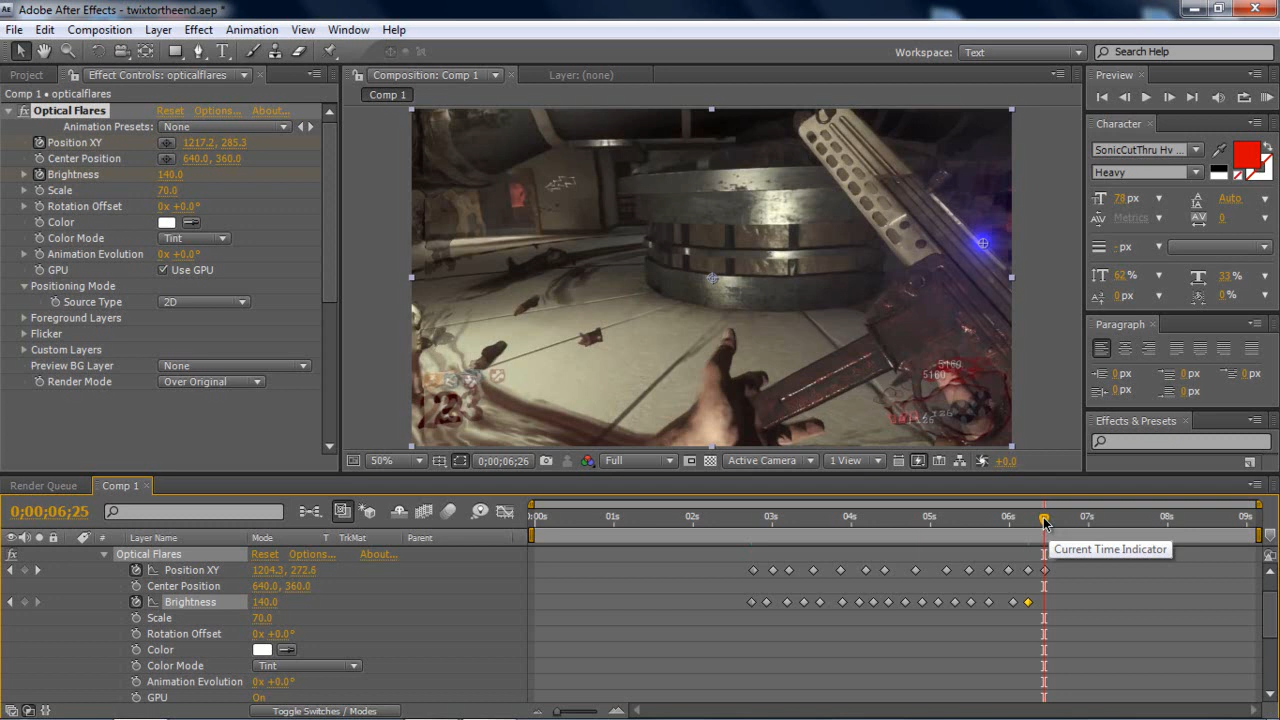 Adobe After Effects - twixtortheend.aep *
File Edit Composition Layer Effect Animation View Window Help
Workspace: Text Search Help
Project Effect Controls: opticalflares
Comp 1 • opticalflares
Optical Flares Reset Options... About...
Animation Presets: None
Position XY 1217.2, 285.3
Center Position 640.0, 360.0
Brightness 140.0
Scale 70.0
Rotation Offset 0x +0.0°
Color
Color Mode Tint
Animation Evolution 0x +0.0°
GPU Use GPU
Positioning Mode
Source Type 2D
Foreground Layers
Flicker
Custom Layers
Preview BG Layer None
Render Mode Over Original
Composition: Comp 1 Layer: (none)
Comp 1
5160
5160
123
126
50% 0;00;06;26 Full Active Camera 1 View +0.0
Preview
Character
SonicCutThru Hv ...
Heavy
78 px Auto
Metrics 0
- px
62 % 33 %
0 px 0 %
Paragraph
0 px 0 px 0 px
0 px 0 px
Effects & Presets
Render Queue Comp 1
0;00;06;25
:00s 01s 02s 03s 04s 05s 06s 07s 08s 09s
# Layer Name Mode T TrkMat Parent
Current Time Indicator
fx Optical Flares Reset Options... About...
Position XY 1204.3, 272.6
Center Position 640.0, 360.0
Brightness 140.0
Scale 70.0
Rotation Offset 0x +0.0°
Color
Color Mode Tint
Animation Evolution 0x +0.0°
GPU On
Toggle Switches / Modes